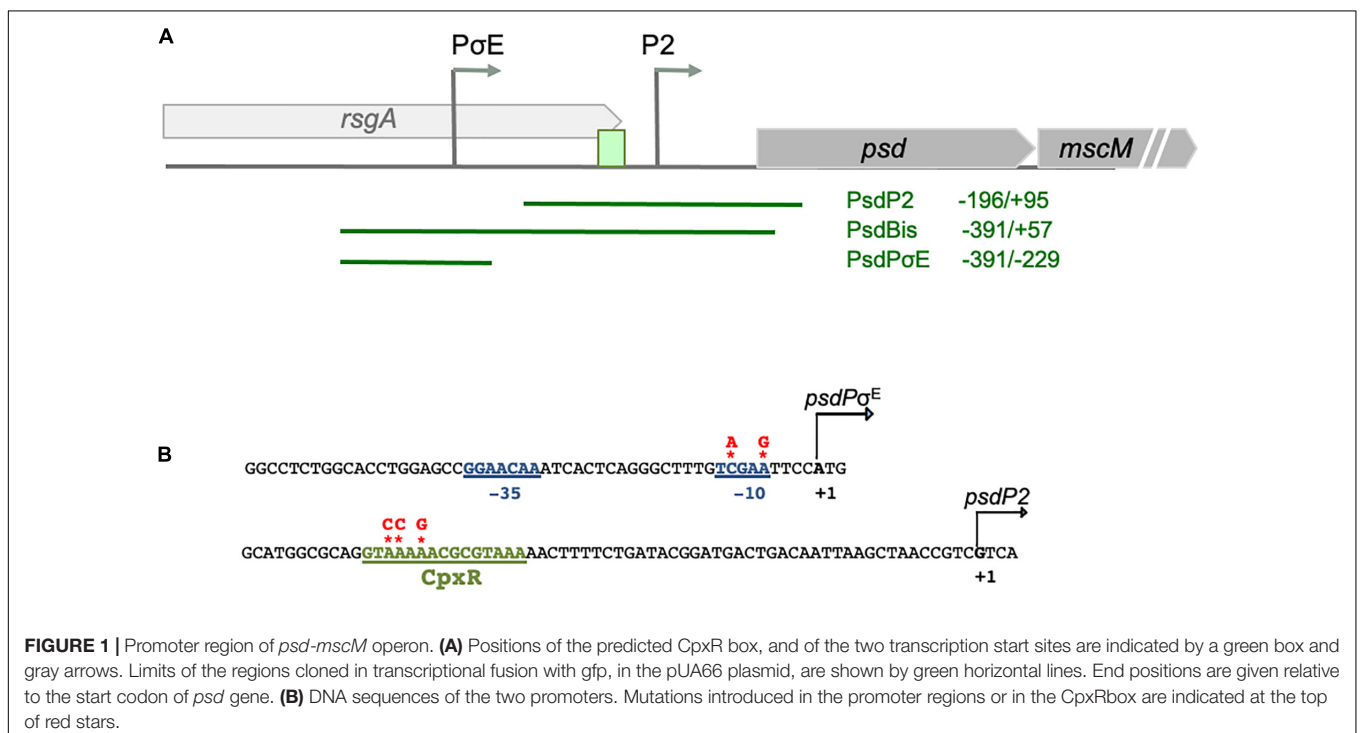 A
PσE
P2
rsgA
psd
mscM
PsdP2 -196/+95
PsdBis -391/+57
PsdPσE -391/-229
psdPσE
A G
* *
B
GGCCTCTGGCACCTGGAGCCGGAACAAATCACTCAGGGCTTTGTCGAATTCCATG
−35 −10 +1
psdP2
CC G
** *
GCATGGCGCAGGTAAAAACGCGTAAAAACTTTTCTGATACGGATGACTGACAATTAAGCTAACCGTCGTCA
CpxR
+1
FIGURE 1 | Promoter region of psd-mscM operon. (A) Positions of the predicted CpxR box, and of the two transcription start sites are indicated by a green box and
gray arrows. Limits of the regions cloned in transcriptional fusion with gfp, in the pUA66 plasmid, are shown by green horizontal lines. End positions are given relative
to the start codon of psd gene. (B) DNA sequences of the two promoters. Mutations introduced in the promoter regions or in the CpxRbox are indicated at the top
of red stars.